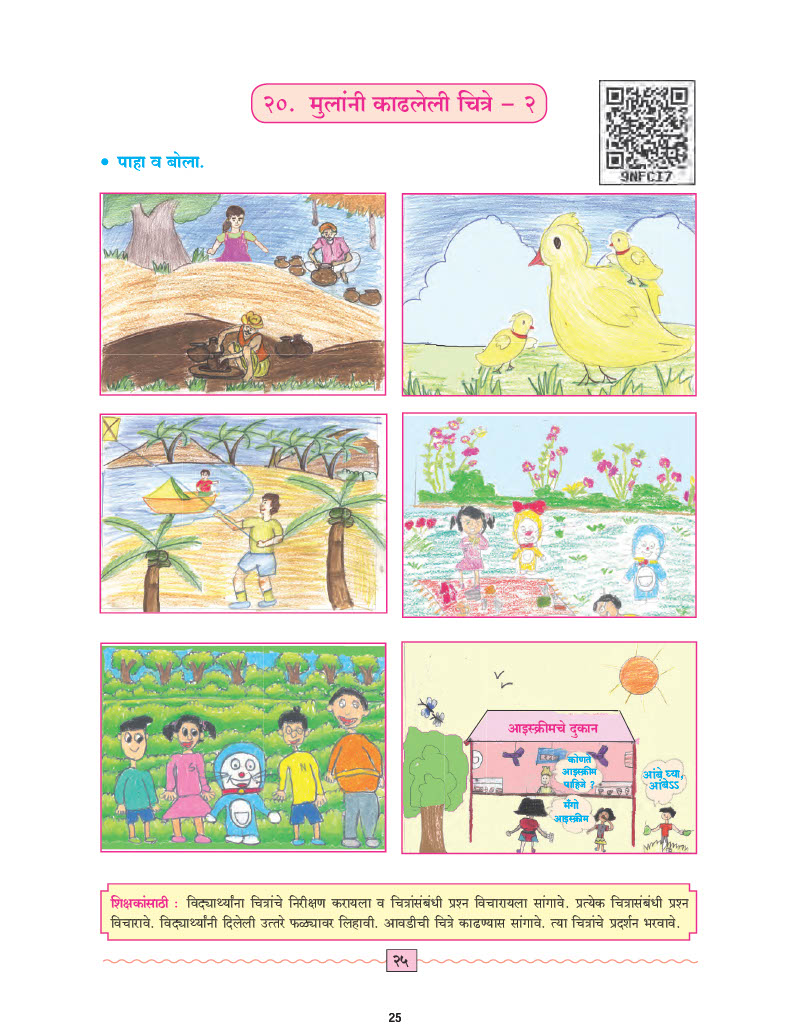 २०. मुलांनी काढलेली चित्रे – २
9NFCI7
• पाहा व बोला.
आइस्क्रीमचे दुकान
कोणते
आइस्क्रीम
पाहिजे ?
आंबे घ्या,
आंबेऽऽ
मँगो
आइस्क्रीम
शिक्षकांसाठी : विद्यार्थ्यांना चित्रांचे निरीक्षण करायला व चित्रांसंबंधी प्रश्न विचारायला सांगावे. प्रत्येक चित्रासंबंधी प्रश्न
विचारावे. विद्यार्थ्यांनी दिलेली उत्तरे फळ्यावर लिहावी. आवडीची चित्रे काढण्यास सांगावे. त्या चित्रांचे प्रदर्शन भरवावे.
२५
25